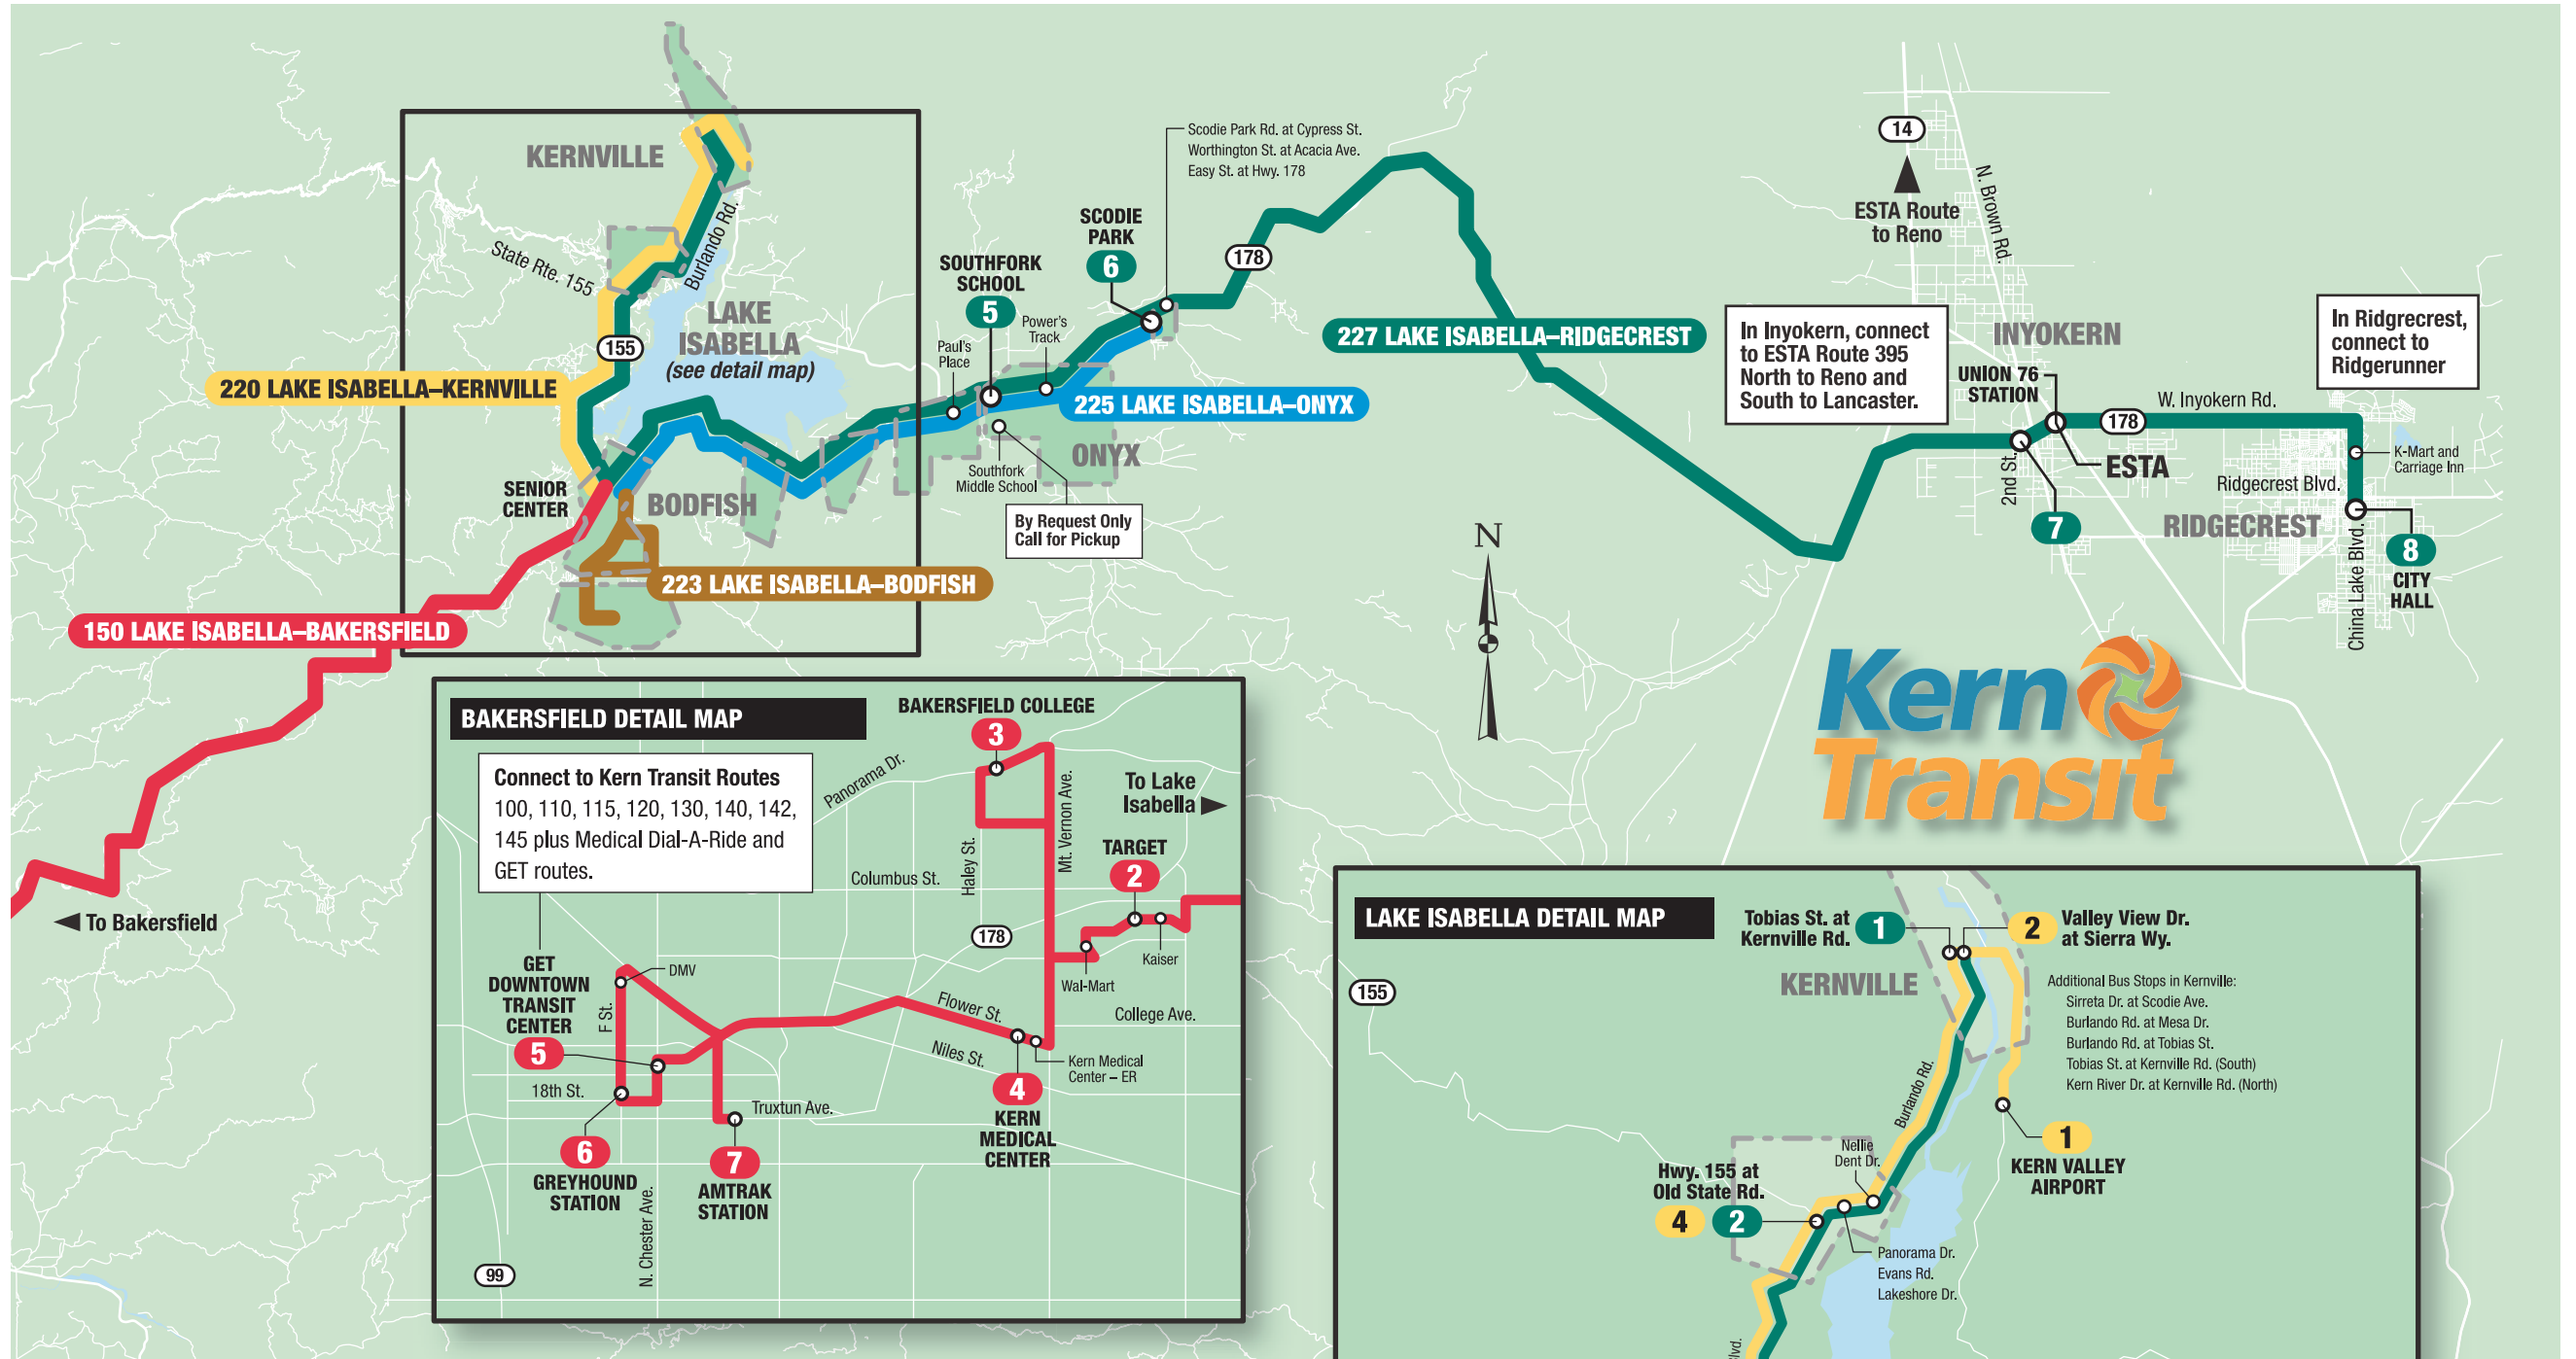 KERNVILLE
State Rte. 155
Burlando Rd.
155
LAKE
ISABELLA
(see detail map)
220 LAKE ISABELLA–KERNVILLE
SENIOR
CENTER
BODFISH
223 LAKE ISABELLA–BODFISH
150 LAKE ISABELLA–BAKERSFIELD
To Bakersfield
Scodie Park Rd. at Cypress St.
Worthington St. at Acacia Ave.
Easy St. at Hwy. 178
SCODIE
PARK
6
SOUTHFORK
SCHOOL
5
Paul's
Place
Power's
Track
178
225 LAKE ISABELLA–ONYX
ONYX
Southfork
Middle School
By Request Only
Call for Pickup
227 LAKE ISABELLA–RIDGECREST
N
14
ESTA Route
to Reno
N. Brown Rd.
In Inyokern, connect
to ESTA Route 395
North to Reno and
South to Lancaster.
INYOKERN
UNION 76
STATION
178
W. Inyokern Rd.
ESTA
2nd St.
7
In Ridgrecrest,
connect to
Ridgerunner
K-Mart and
Carriage Inn
Ridgecrest Blvd.
RIDGECREST
China Lake Blvd.
8
CITY
HALL
Kern
Transit
BAKERSFIELD DETAIL MAP
Connect to Kern Transit Routes
100, 110, 115, 120, 130, 140, 142,
145 plus Medical Dial-A-Ride and
GET routes.
BAKERSFIELD COLLEGE
3
Panorama Dr.
Mt. Vernon Ave.
To Lake
Isabella
Haley St.
Columbus St.
TARGET
2
178
Kaiser
Wal-Mart
College Ave.
GET
DOWNTOWN
TRANSIT
CENTER
5
DMV
F St.
Flower St.
Niles St.
Kern Medical
Center – ER
4
KERN
MEDICAL
CENTER
18th St.
Truxtun Ave.
6
GREYHOUND
STATION
7
AMTRAK
STATION
N. Chester Ave.
99
LAKE ISABELLA DETAIL MAP
Tobias St. at
Kernville Rd.
1
2
Valley View Dr.
at Sierra Wy.
KERNVILLE
155
Additional Bus Stops in Kernville:
Sirreta Dr. at Scodie Ave.
Burlando Rd. at Mesa Dr.
Burlando Rd. at Tobias St.
Tobias St. at Kernville Rd. (South)
Kern River Dr. at Kernville Rd. (North)
Burlando Rd.
1
KERN VALLEY
AIRPORT
Nellie
Dent Dr.
Hwy. 155 at
Old State Rd.
4
2
Panorama Dr.
Evans Rd.
Lakeshore Dr.